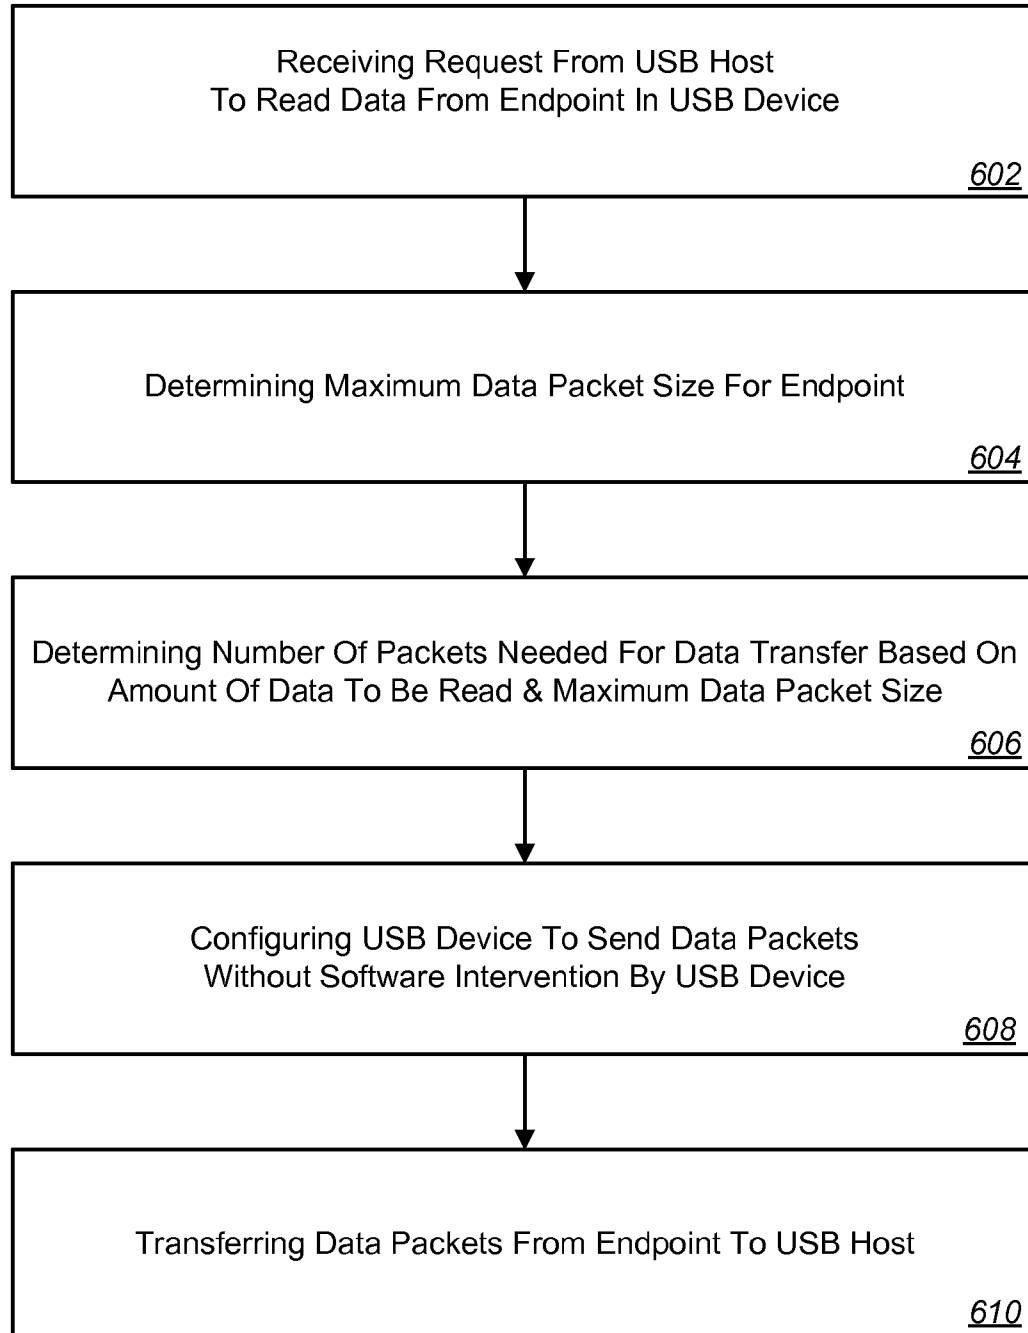 Receiving Request From USB Host
To Read Data From Endpoint In USB Device
602
Determining Maximum Data Packet Size For Endpoint
604
Determining Number Of Packets Needed For Data Transfer Based On
Amount Of Data To Be Read & Maximum Data Packet Size
606
Configuring USB Device To Send Data Packets
Without Software Intervention By USB Device
608
Transferring Data Packets From Endpoint To USB Host
610